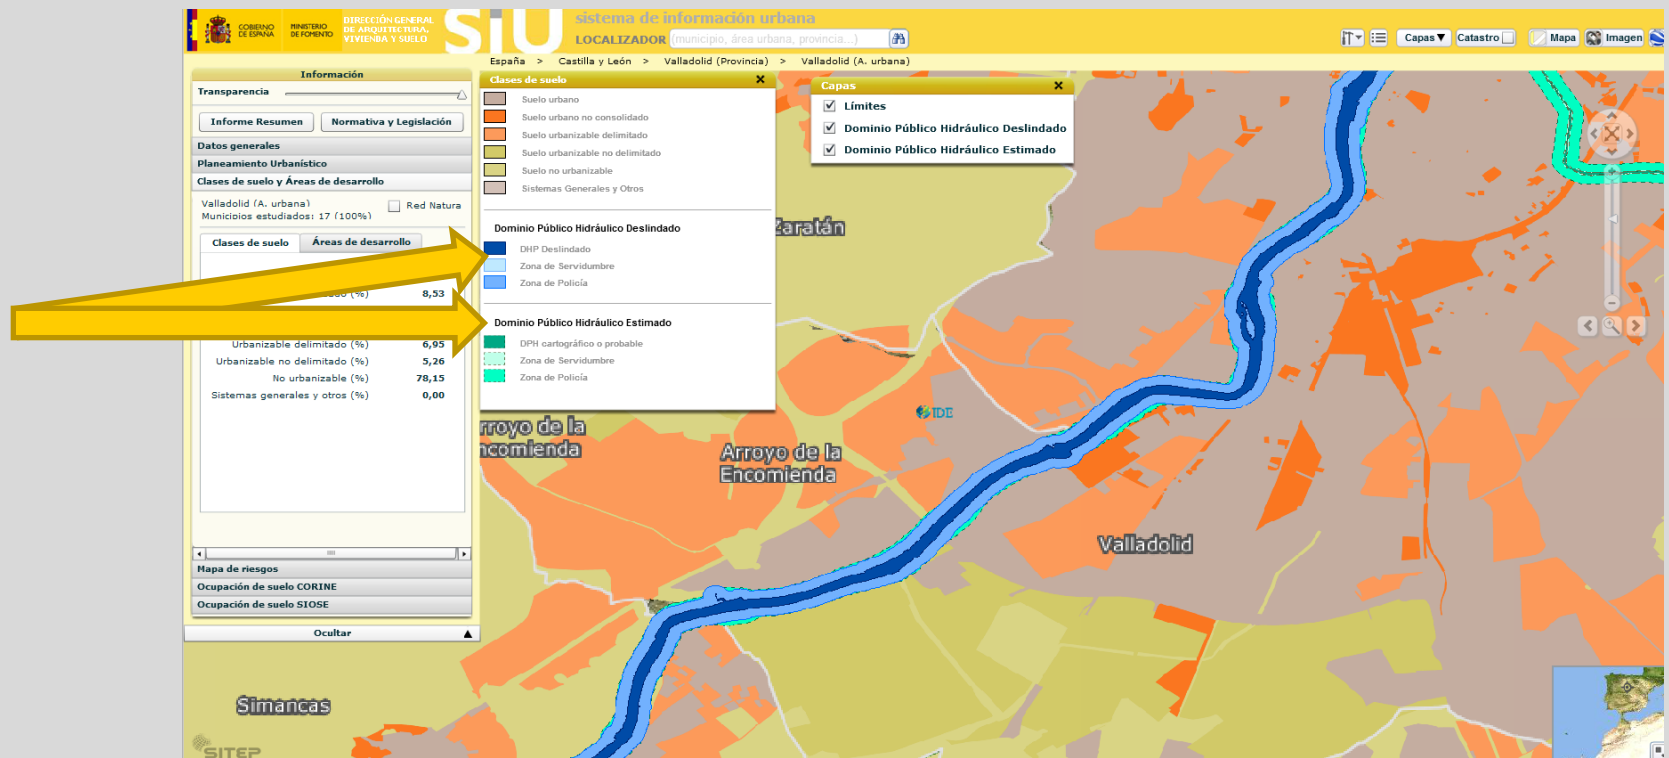 GOBIERNO
DE ESPAÑA
MINISTERIO
DE FOMENTO
DIRECCIÓN GENERAL
DE ARQUITECTURA,
VIVIENDA Y SUELO
SiU
sistema de información urbana
LOCALIZADOR (municipio, área urbana, provincia...)
Capas▼
Catastro
Mapa
Imagen
España > Castilla y León > Valladolid (Provincia) > Valladolid (A. urbana)
Información
Transparencia
Informe Resumen
Normativa y Legislación
Datos generales
Planeamiento Urbanístico
Clases de suelo y Áreas de desarrollo
Valladolid (A. urbana)
Municipios estudiados: 17 (100%)
Red Natura
Clases de suelo
Áreas de desarrollo
(%) 8,53
Urbanizable delimitado (%) 6,95
Urbanizable no delimitado (%) 5,26
No urbanizable (%) 78,15
Sistemas generales y otros (%) 0,00
Mapa de riesgos
Ocupación de suelo CORINE
Ocupación de suelo SIOSE
Ocultar
Clases de suelo
Suelo urbano
Suelo urbano no consolidado
Suelo urbanizable delimitado
Suelo urbanizable no delimitado
Suelo no urbanizable
Sistemas Generales y Otros
Dominio Público Hidráulico Deslindado
DHP Deslindado
Zona de Servidumbre
Zona de Policía
Dominio Público Hidráulico Estimado
DPH cartográfico o probable
Zona de Servidumbre
Zona de Policía
Capas
Límites
Dominio Público Hidráulico Deslindado
Dominio Público Hidráulico Estimado
Zaratán
IDE
rroyo de la
ncomienda
Arroyo de la
Encomienda
Valladolid
Simancas
SITEP